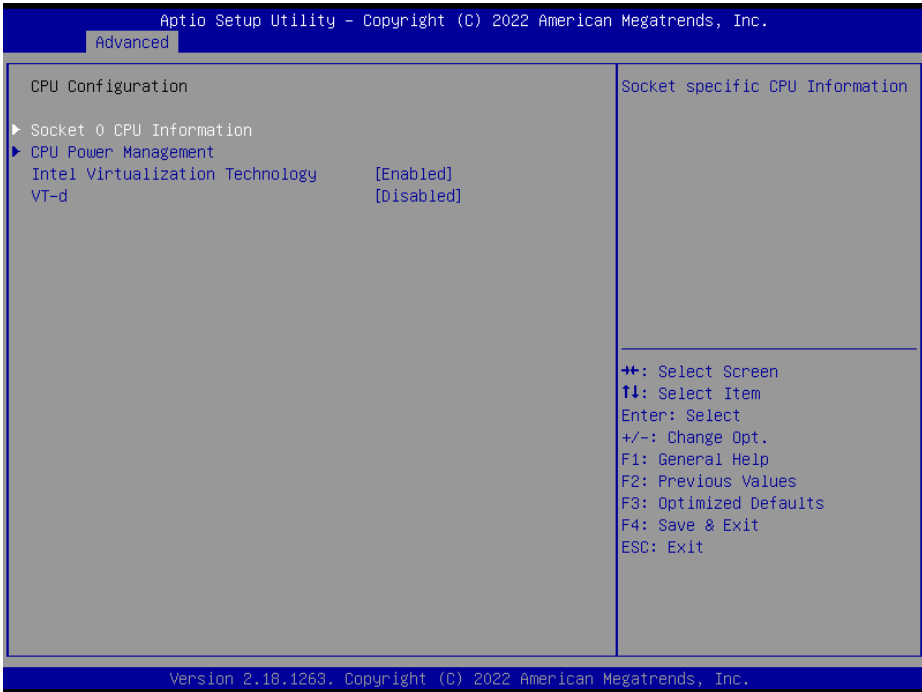 Aptio Setup Utility – Copyright (C) 2022 American Megatrends, Inc.
Advanced
CPU Configuration
Socket specific CPU Information
Socket 0 CPU Information
CPU Power Management
Intel Virtualization Technology [Enabled]
VT-d [Disabled]
→←: Select Screen
↑↓: Select Item
Enter: Select
+/-: Change Opt.
F1: General Help
F2: Previous Values
F3: Optimized Defaults
F4: Save & Exit
ESC: Exit
Version 2.18.1263. Copyright (C) 2022 American Megatrends, Inc.